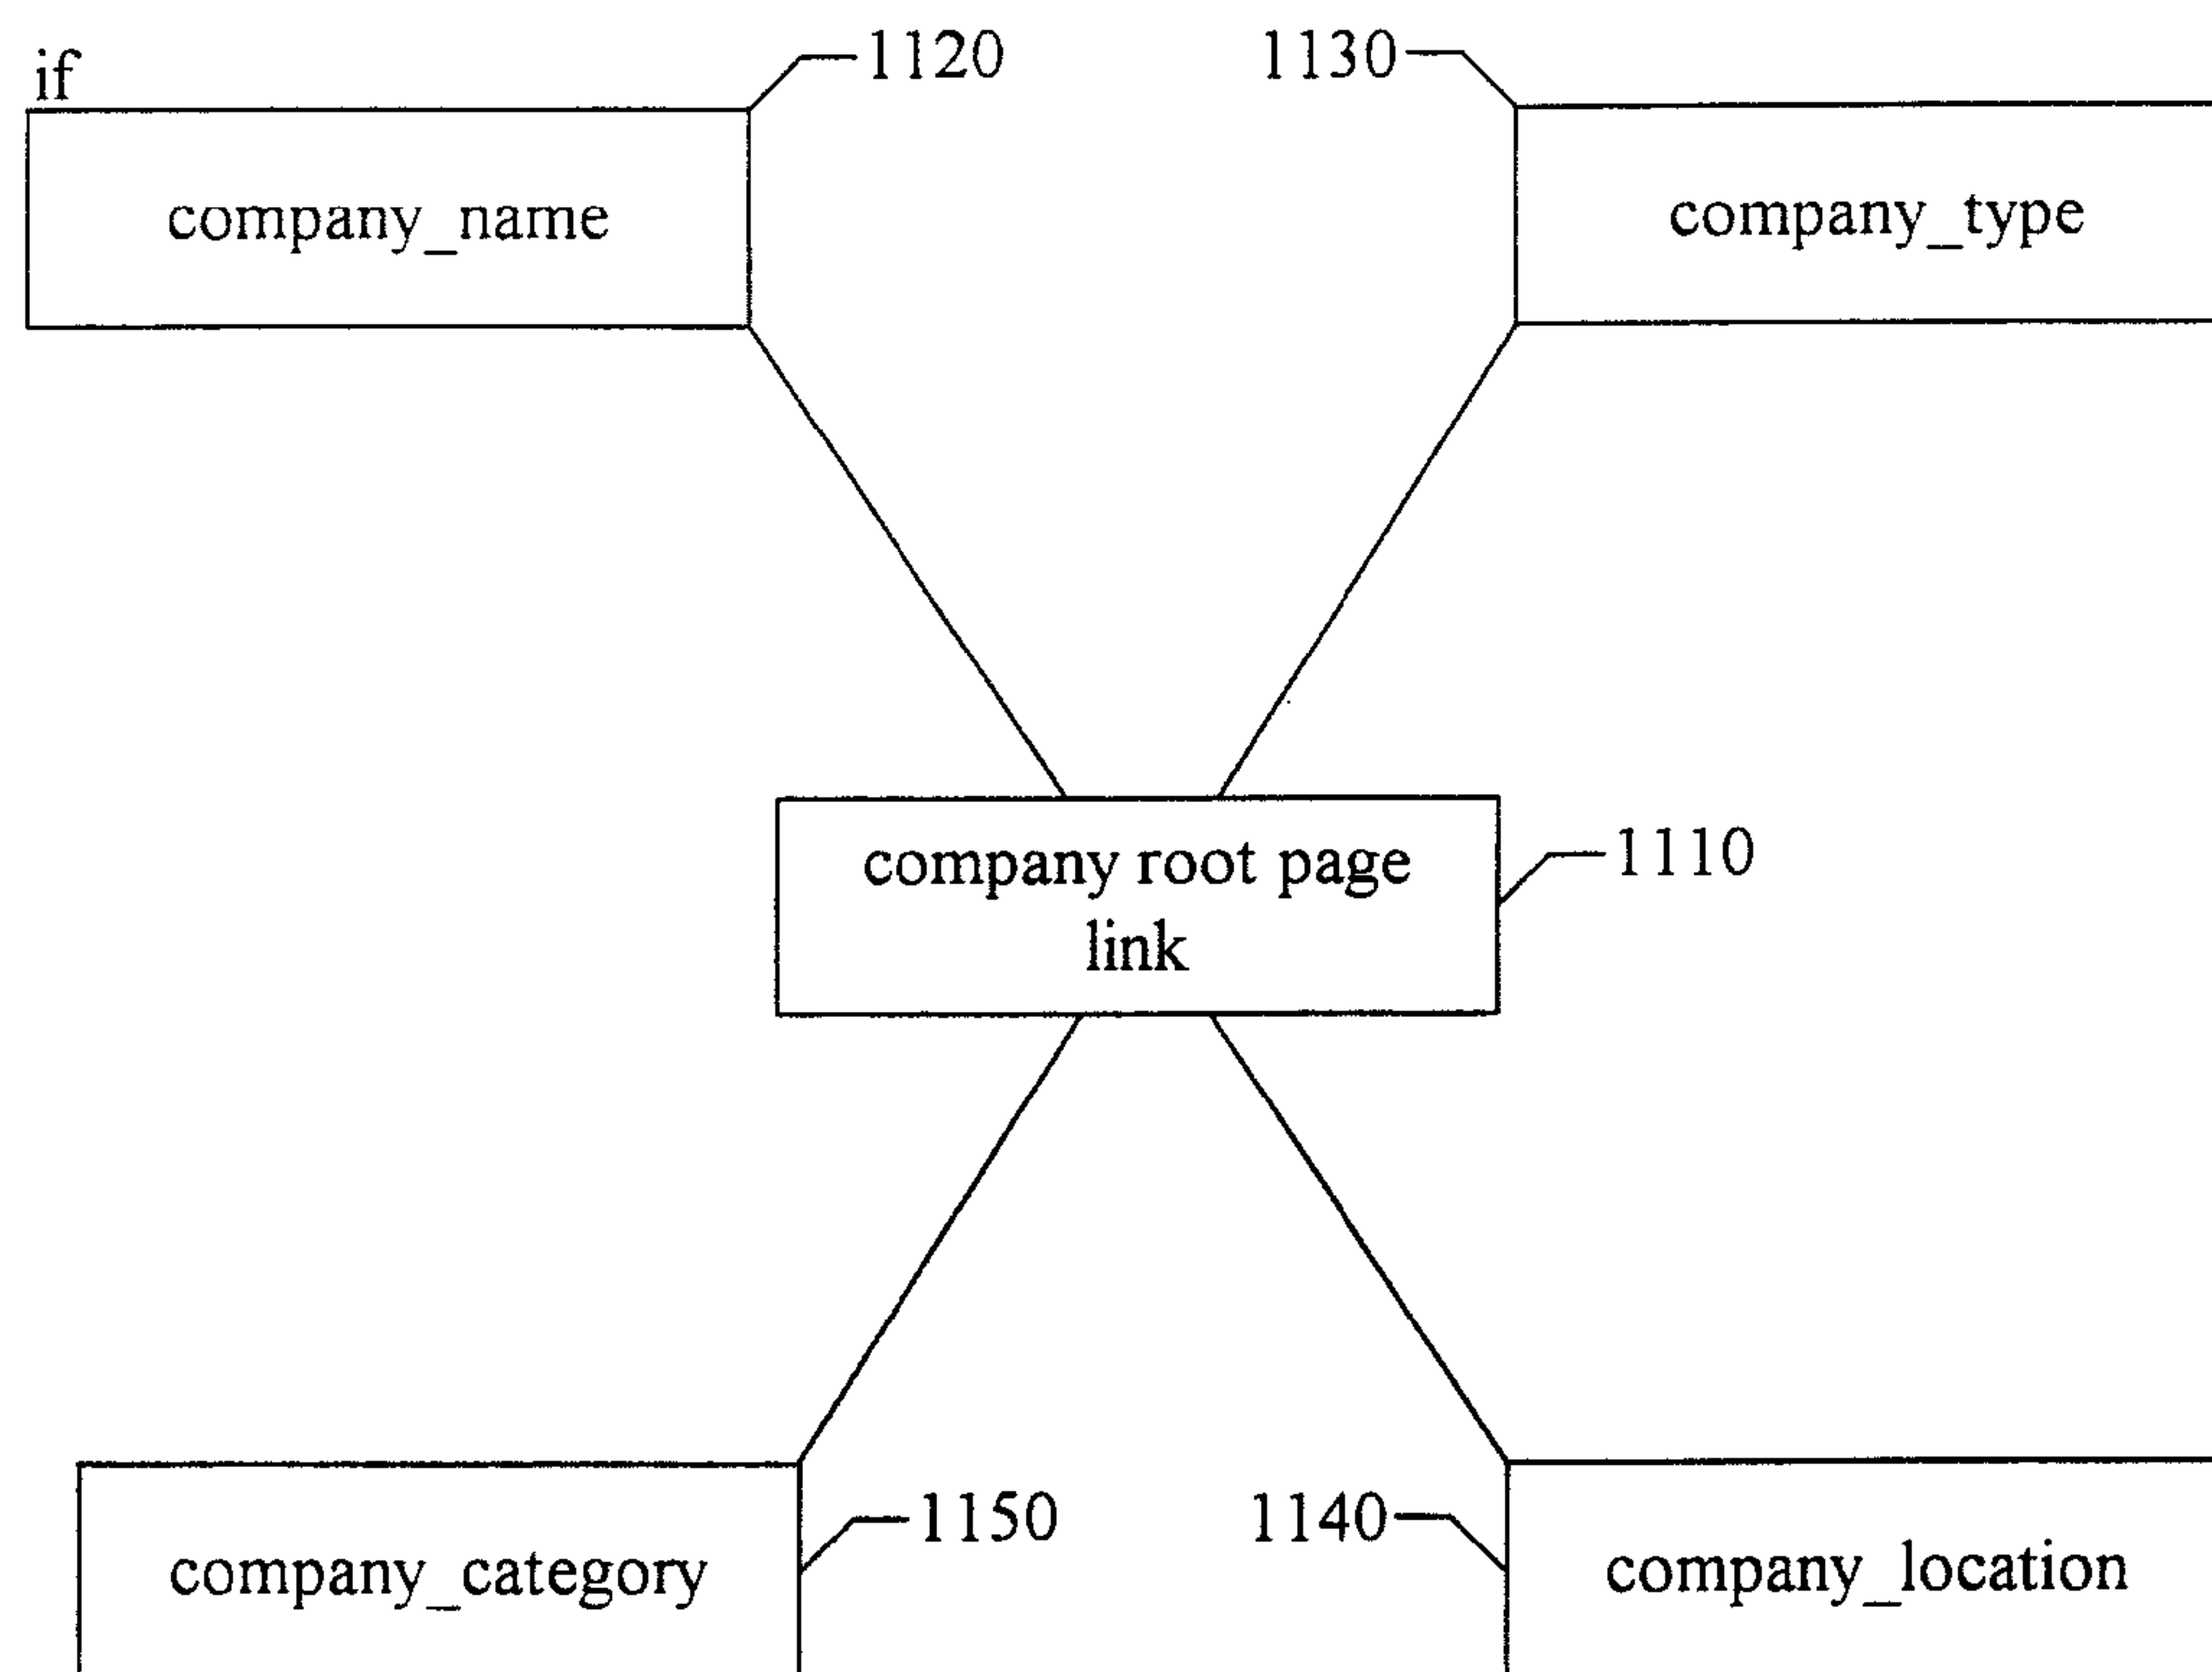 if
1120
1130
company_name
company_type
company root page
link
1110
1150
1140
company_category
company_location